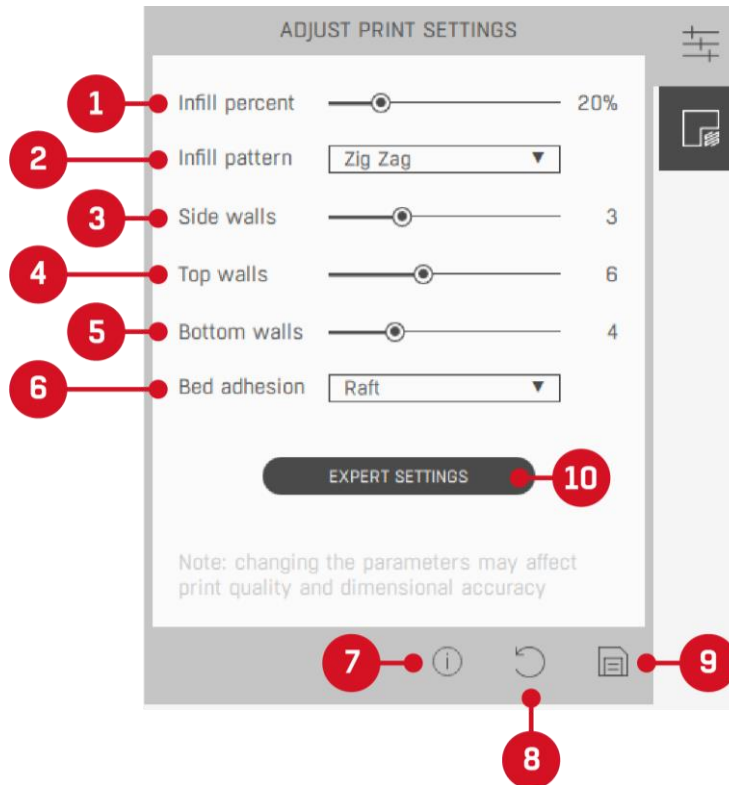 ADJUST PRINT SETTINGS
1 Infill percent 20%
2 Infill pattern Zig Zag ▼
3 Side walls 3
4 Top walls 6
5 Bottom walls 4
6 Bed adhesion Raft ▼
EXPERT SETTINGS 10
Note: changing the parameters may affect
print quality and dimensional accuracy
7 i 9
8